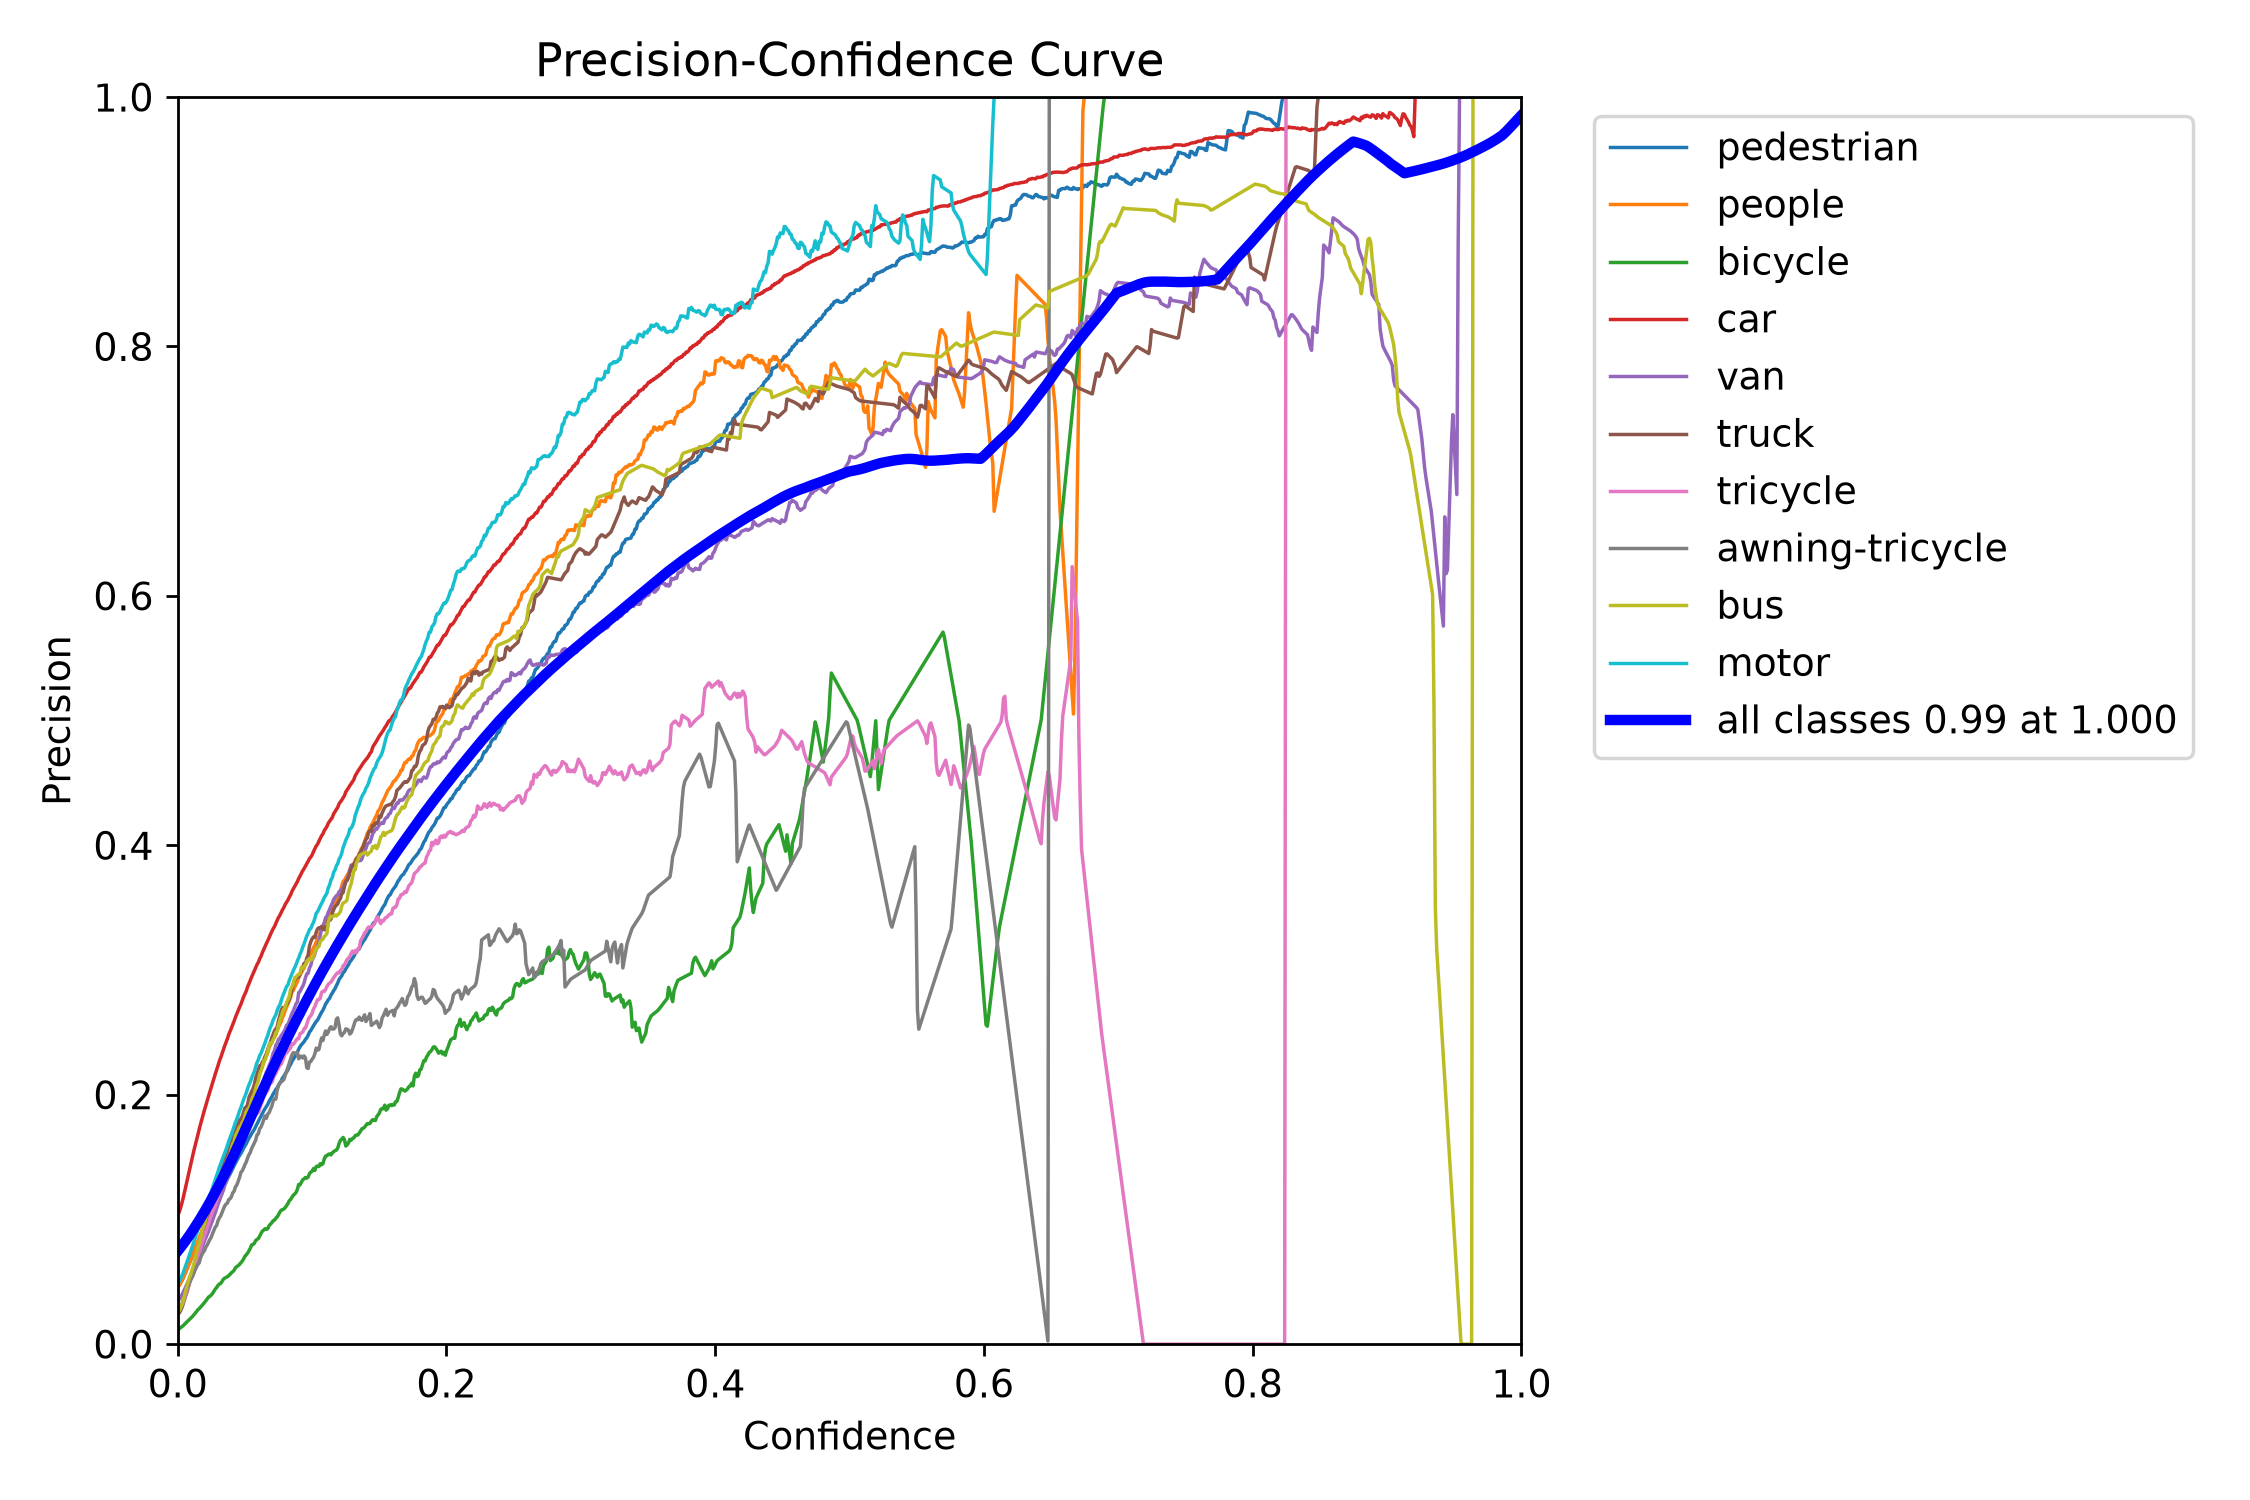 Precision-Confidence Curve
1.0
0.8
0.6
0.4
0.2
0.0
Precision
0.0 0.2 0.4 0.6 0.8 1.0
Confidence
pedestrian
people
bicycle
car
van
truck
tricycle
awning-tricycle
bus
motor
all classes 0.99 at 1.000